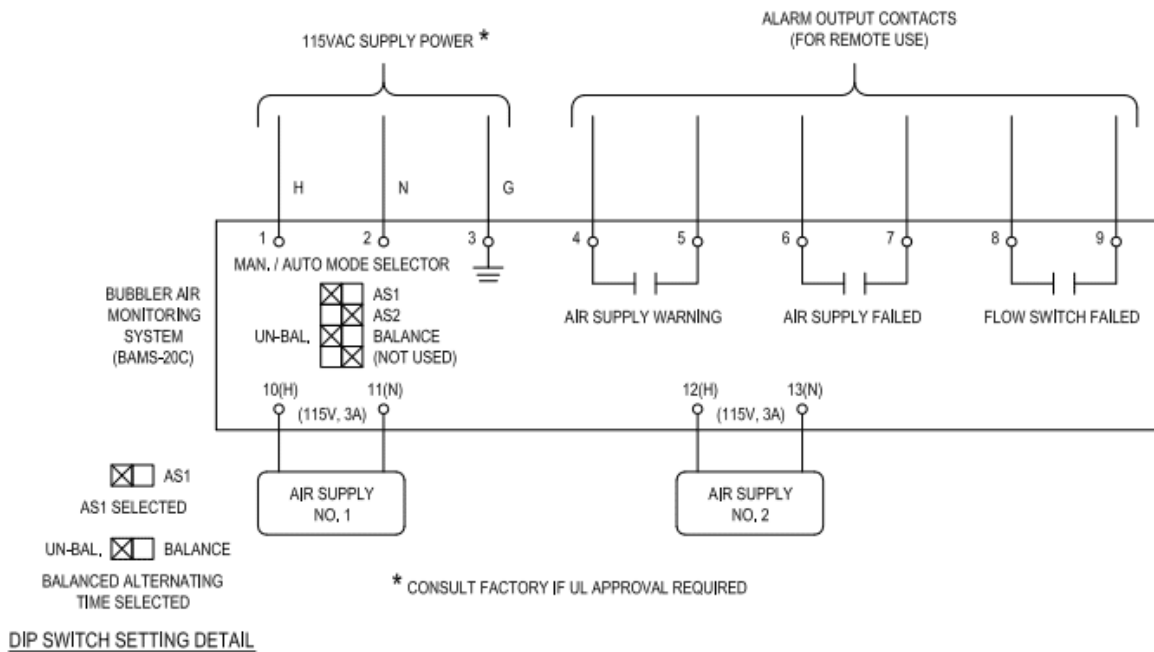 115VAC SUPPLY POWER *
ALARM OUTPUT CONTACTS
(FOR REMOTE USE)
H
N
G
1
2
3
4
5
6
7
8
9
MAN. / AUTO MODE SELECTOR
BUBBLER AIR
MONITORING
SYSTEM
(BAMS-20C)
AS1
AS2
UN-BAL. BALANCE
(NOT USED)
AIR SUPPLY WARNING
AIR SUPPLY FAILED
FLOW SWITCH FAILED
10(H)
11(N)
(115V, 3A)
12(H)
13(N)
(115V, 3A)
AIR SUPPLY
NO. 1
AIR SUPPLY
NO. 2
AS1
AS1 SELECTED
UN-BAL. BALANCE
BALANCED ALTERNATING
TIME SELECTED
* CONSULT FACTORY IF UL APPROVAL REQUIRED
DIP SWITCH SETTING DETAIL